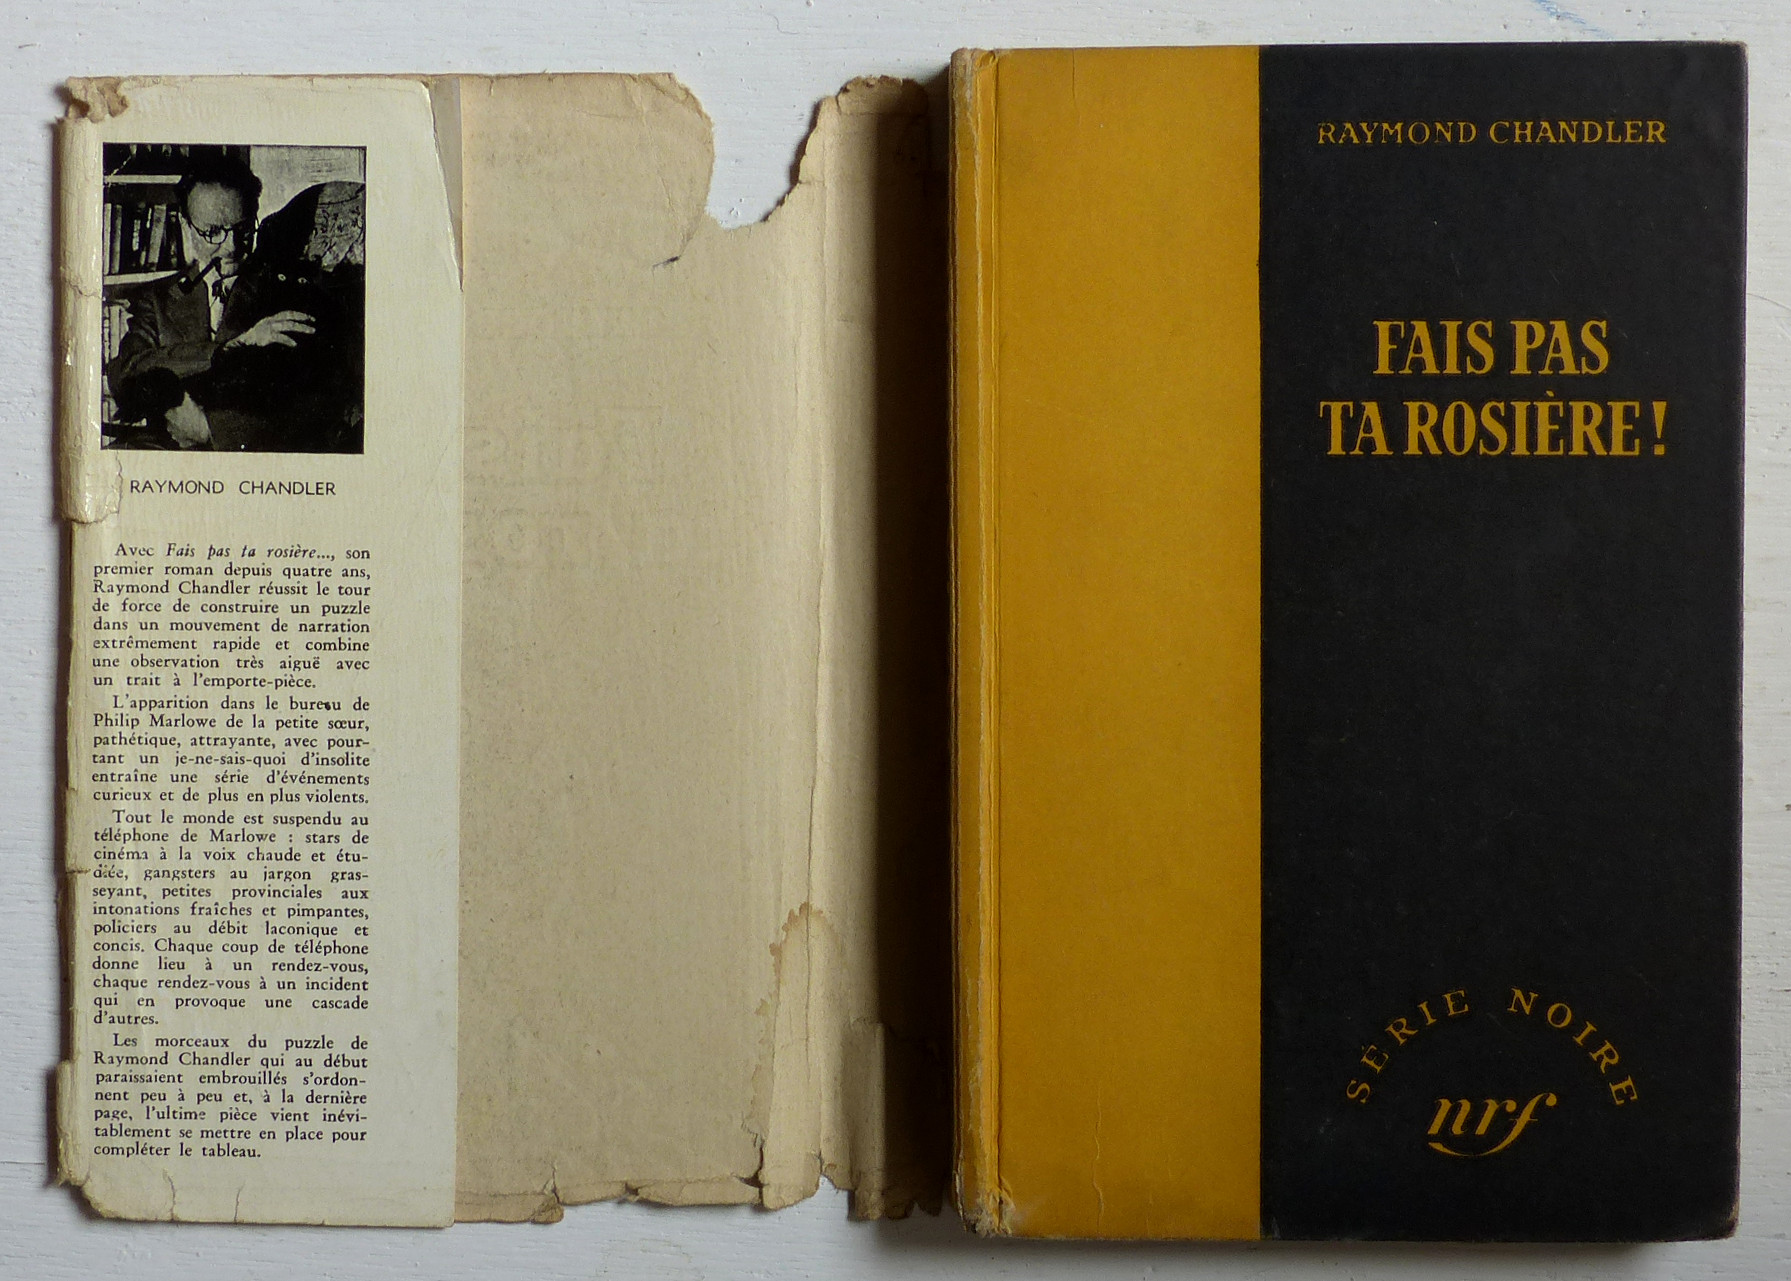 RAYMOND CHANDLER
Avec Fais pas ta rosière..., son
premier roman depuis quatre ans,
Raymond Chandler réussit le tour
de force de construire un puzzle
dans un mouvement de narration
extrêmement rapide et combine
une observation très aiguë avec
un trait à l'emporte-pièce.
L'apparition dans le bureau de
Philip Marlowe de la petite sœur,
pathétique, attrayante, avec pour-
tant un je-ne-sais-quoi d'insolite
entraîne une série d'événements
curieux et de plus en plus violents.
Tout le monde est suspendu au
téléphone de Marlowe : stars de
cinéma à la voix chaude et étu-
diée, gangsters au jargon gras-
seyant, petites provinciales aux
intonations fraîches et pimpantes,
policiers au débit laconique et
concis. Chaque coup de téléphone
donne lieu à un rendez-vous,
chaque rendez-vous à un incident
qui en provoque une cascade
d'autres.
Les morceaux du puzzle de
Raymond Chandler qui au début
paraissaient embrouillés s'ordon-
nent peu à peu et, à la dernière
page, l'ultime pièce vient inévi-
tablement se mettre en place pour
compléter le tableau.
RAYMOND CHANDLER
FAIS PAS
TA ROSIÈRE !
SÉRIE NOIRE
nrf